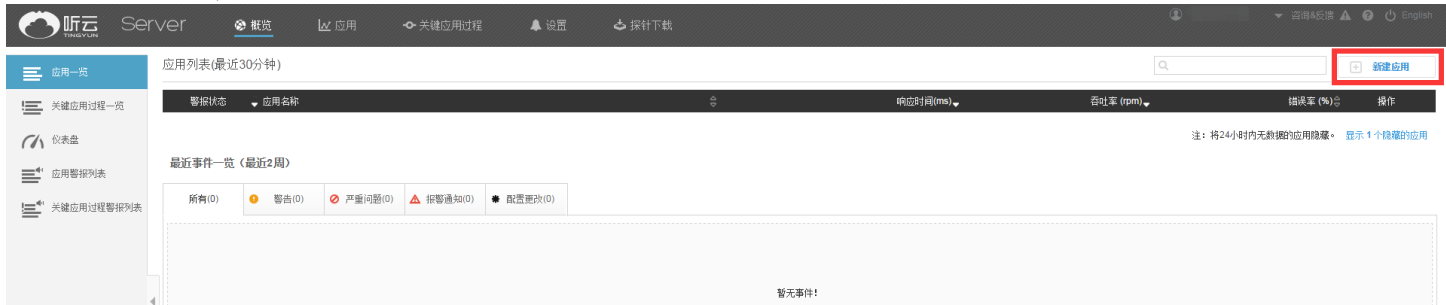 听云 Server 概览 应用 关键应用过程 设置 探针下载 咨询&反馈 English
TINGYUN
应用一览
关键应用过程一览
仪表盘
应用警报列表
关键应用过程警报列表
应用列表(最近30分钟)
新建应用
警报状态 应用名称 响应时间(ms) 吞吐率 (rpm) 错误率 (%) 操作
注：将24小时内无数据的应用隐藏。 显示 1 个隐藏的应用
最近事件一览（最近2周）
所有(0) 警告(0) 严重问题(0) 报警通知(0) 配置更改(0)
暂无事件!